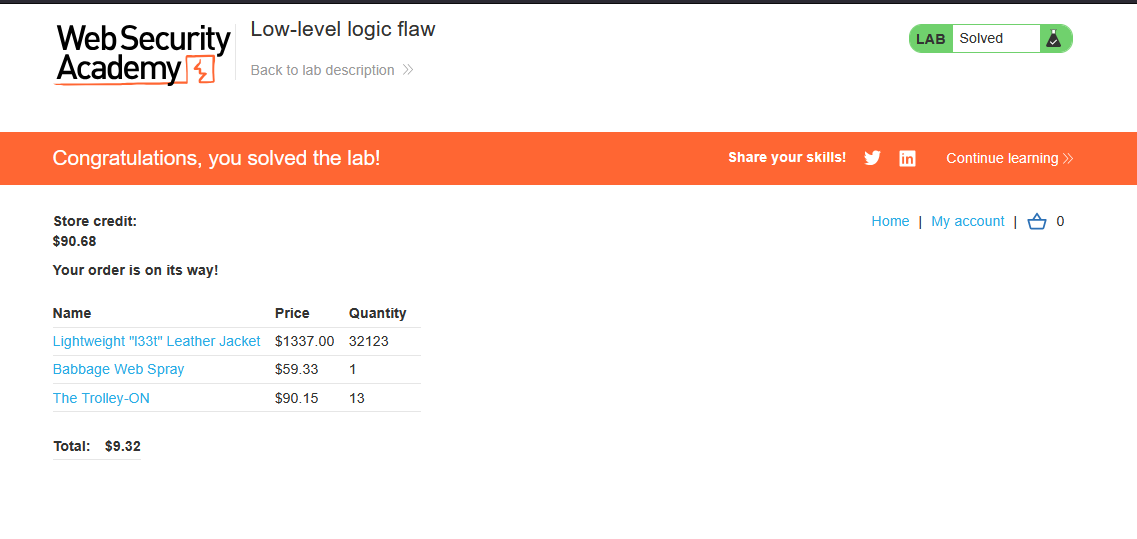 Web Security
Academy
Low-level logic flaw
Back to lab description
LAB Solved
Congratulations, you solved the lab!
Share your skills!
Continue learning
Store credit:
$90.68
Home | My account | 0
Your order is on its way!
Name Price Quantity
Lightweight "l33t" Leather Jacket $1337.00 32123
Babbage Web Spray $59.33 1
The Trolley-ON $90.15 13
Total: $9.32